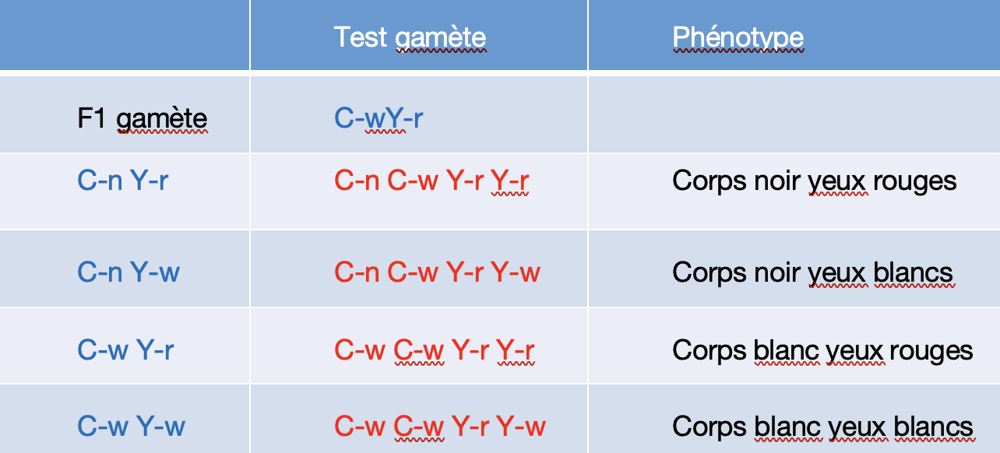 Test gamète Phénotype
F1 gamète C-wY-r
C-n Y-r C-n C-w Y-r Y-r Corps noir yeux rouges
C-n Y-w C-n C-w Y-r Y-w Corps noir yeux blancs
C-w Y-r C-w C-w Y-r Y-r Corps blanc yeux rouges
C-w Y-w C-w C-w Y-r Y-w Corps blanc yeux blancs